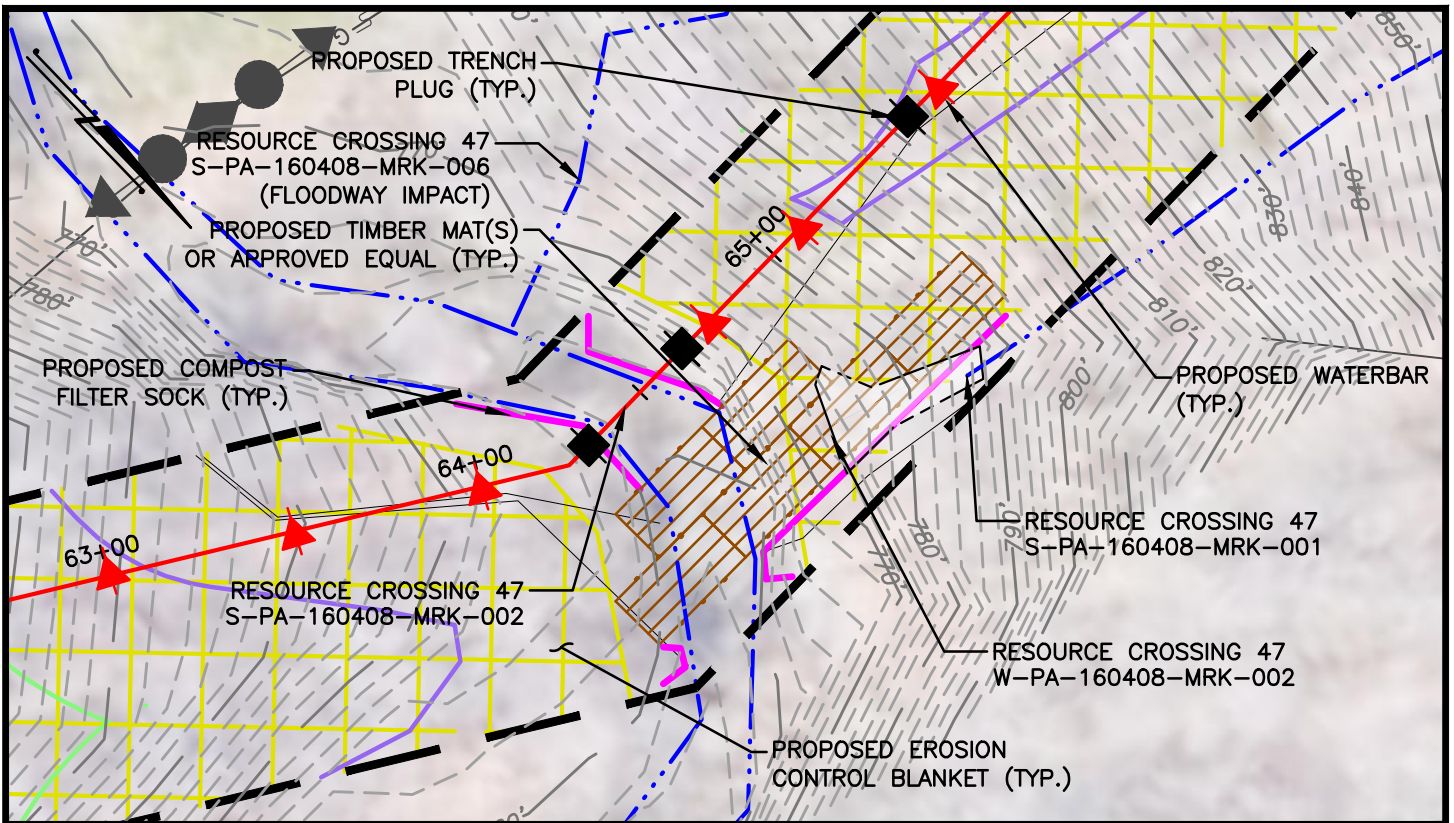 PROPOSED TRENCH
PLUG (TYP.)
RESOURCE CROSSING 47
S-PA-160408-MRK-006
(FLOODWAY IMPACT)
PROPOSED TIMBER MAT(S)
OR APPROVED EQUAL (TYP.)
PROPOSED COMPOST
FILTER SOCK (TYP.)
63+00
64+00
65+00
RESOURCE CROSSING 47
S-PA-160408-MRK-002
PROPOSED WATERBAR
(TYP.)
RESOURCE CROSSING 47
S-PA-160408-MRK-001
RESOURCE CROSSING 47
W-PA-160408-MRK-002
PROPOSED EROSION
CONTROL BLANKET (TYP.)
770'
780'
850'
840'
830'
820'
810'
800'
790'
780'
770'